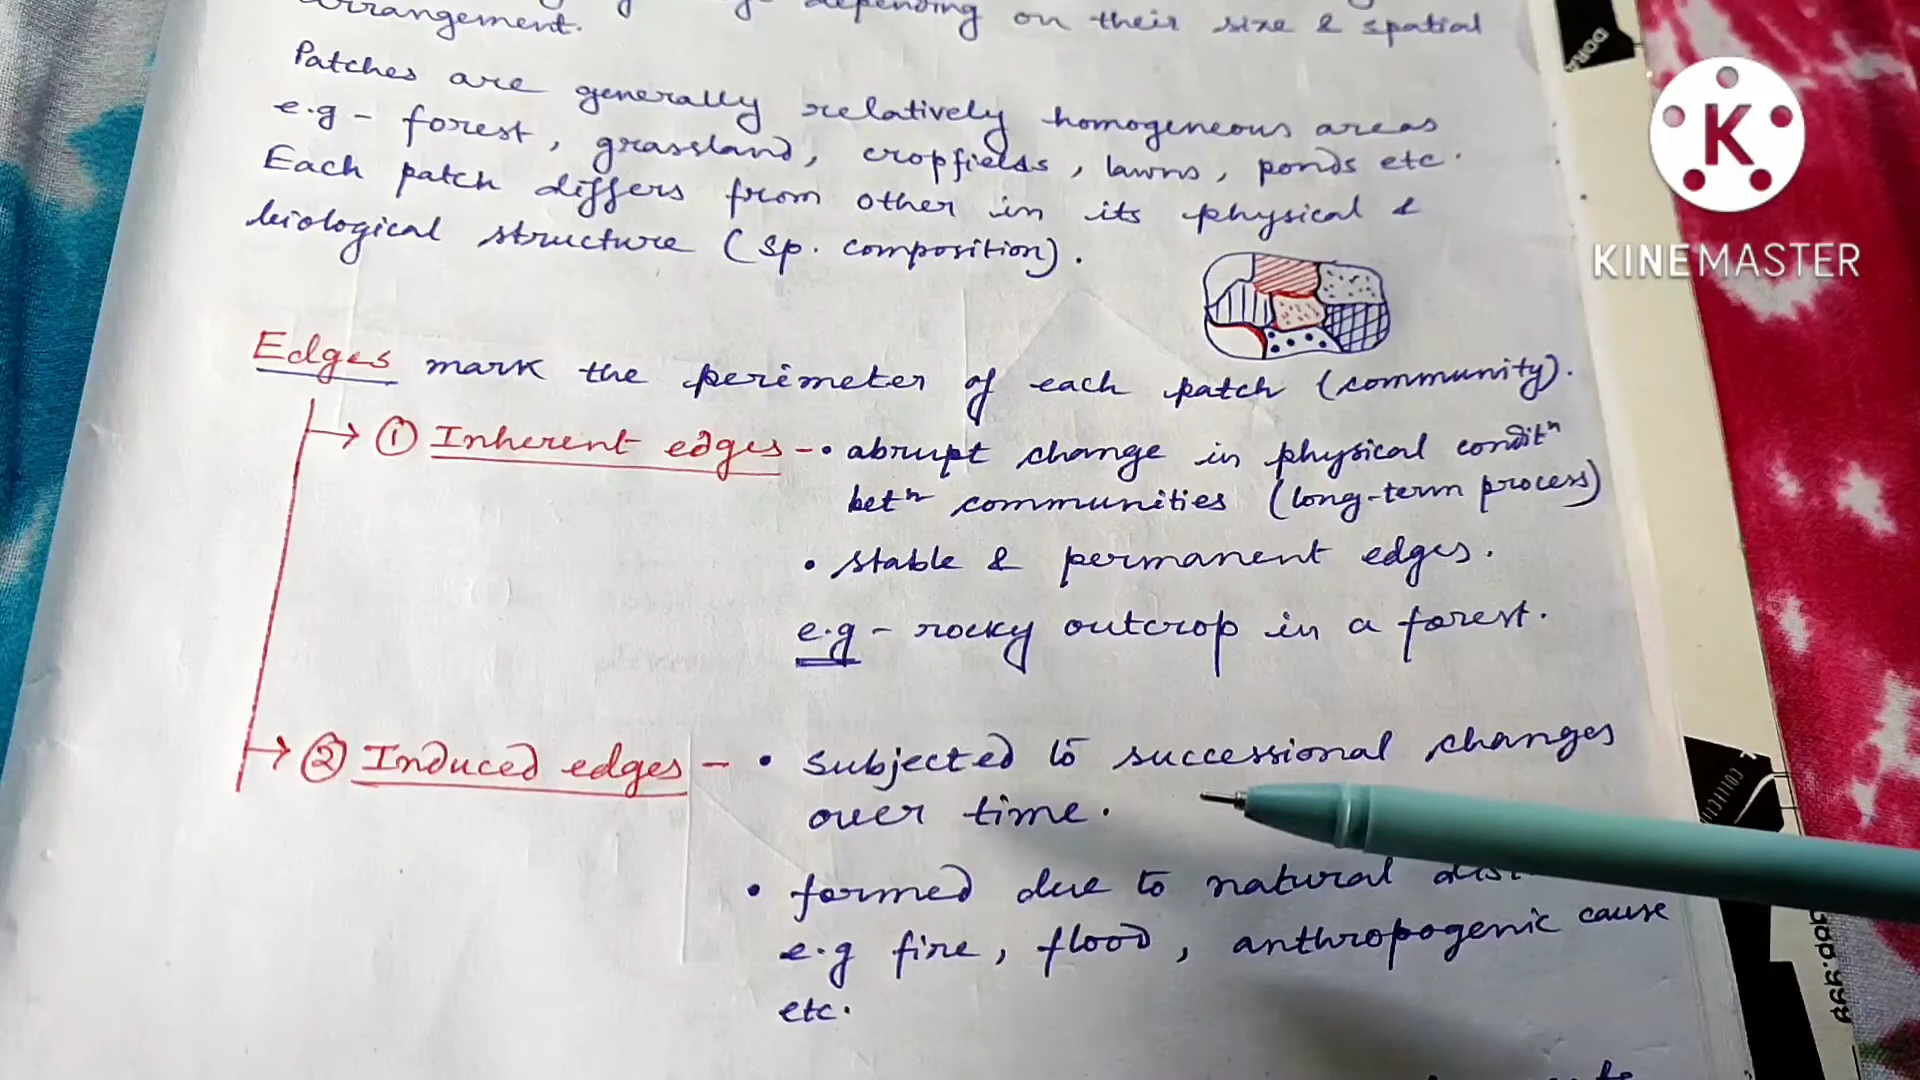 depending on their size & spatial
arrangement.
Patches are generally relatively homogeneous areas
e.g - forest, grassland, cropfields, lawns, ponds etc.
Each patch differs from other in its physical &
biological structure (sp. composition).
Edges mark the perimeter of each patch (community).
→ ① Inherent edges - • abrupt change in physical conditⁿ
betⁿ communities (long-term process)
• stable & permanent edges.
e.g - rocky outcrop in a forest.
→ ② Induced edges - • Subjected to successional changes
over time.
• formed due to natural
e.g fire, flood, anthropogenic cause
etc.
K
KINEMASTER